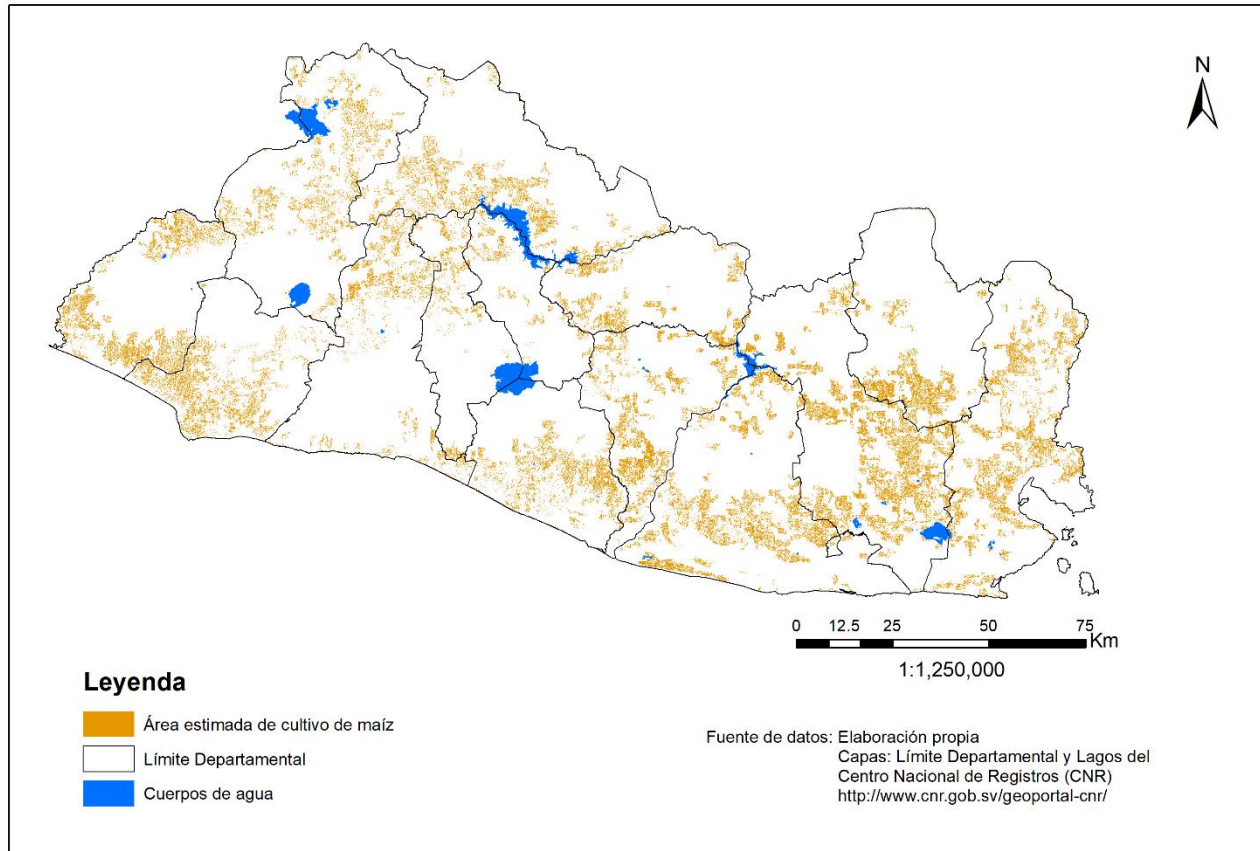 N
0 12.5 25 50 75
Km
1:1,250,000
Leyenda
Área estimada de cultivo de maíz
Límite Departamental
Cuerpos de agua
Fuente de datos: Elaboración propia
Capas: Límite Departamental y Lagos del
Centro Nacional de Registros (CNR)
http://www.cnr.gob.sv/geoportal-cnr/